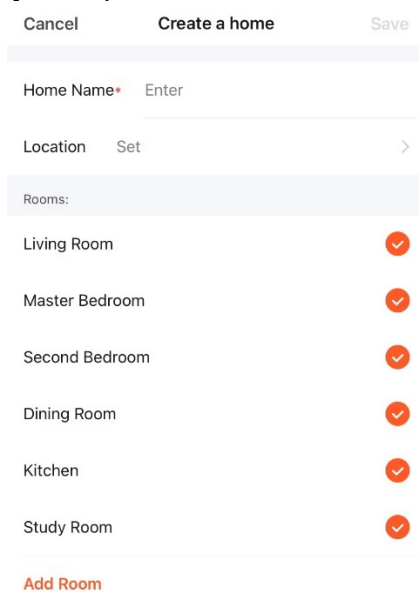 Cancel Create a home Save
Home Name* Enter
Location Set
Rooms:
Living Room
Master Bedroom
Second Bedroom
Dining Room
Kitchen
Study Room
Add Room